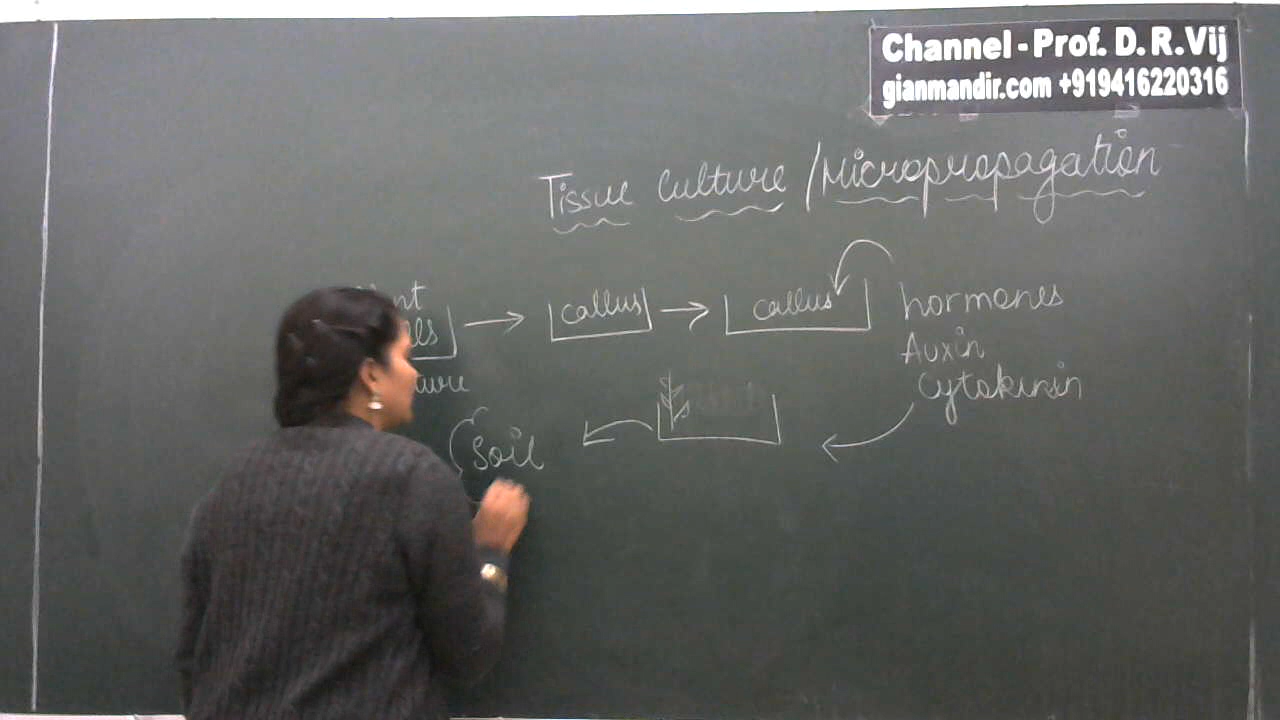 Channel - Prof. D. R. Vij
gianmandir.com +919416220316
Tissue Culture / Micropropagation
callus
callus
hormones
Auxin
Cytokinin
Soil